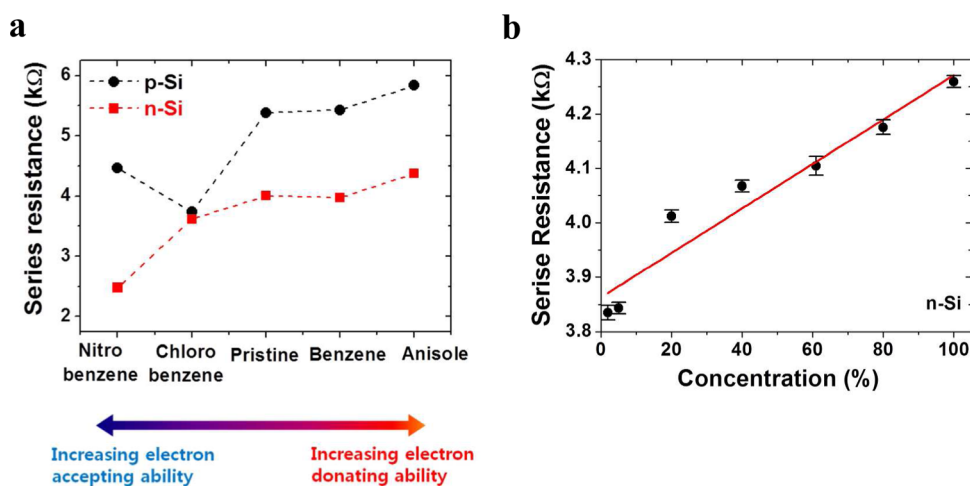 a
Series resistance (kΩ)
6
5
4
3
2
p-Si
n-Si
Nitro
benzene
Chloro
benzene
Pristine
Benzene
Anisole
Increasing electron
accepting ability
Increasing electron
donating ability
b
Serise Resistance (kΩ)
4.3
4.2
4.1
4.0
3.9
3.8
n-Si
0
20
40
60
80
100
Concentration (%)